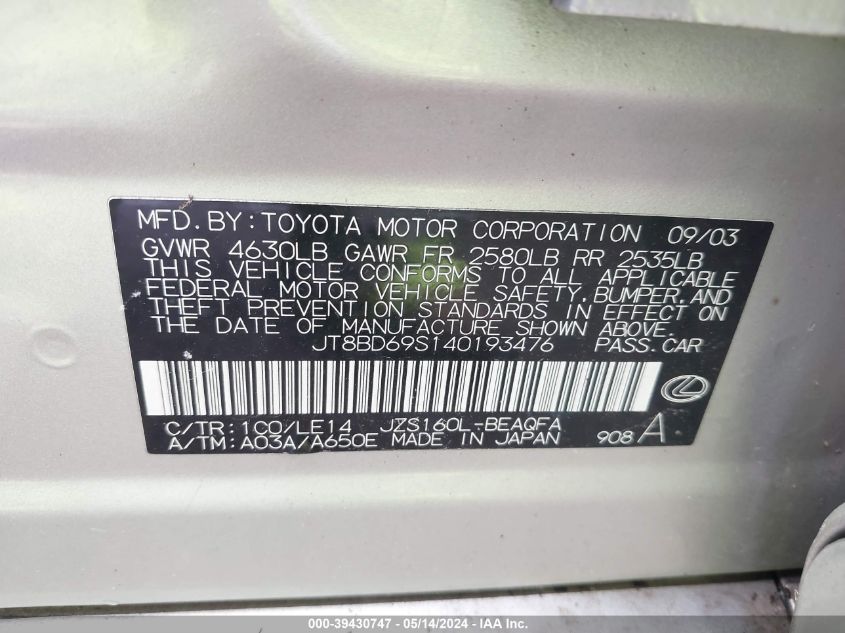 MFD. BY: TOYOTA MOTOR CORPORATION 09/03
GVWR 4630LB GAWR FR 2580LB RR 2535LB
THIS VEHICLE CONFORMS TO ALL APPLICABLE
FEDERAL MOTOR VEHICLE SAFETY, BUMPER, AND
THEFT PREVENTION STANDARDS IN EFFECT ON
THE DATE OF MANUFACTURE SHOWN ABOVE.
JT8BD69S140193476 PASS. CAR
C/TR: 1C0/LE14 JZS160L-BEAQFA
A/TM: A03A/A650E MADE IN JAPAN 908 A
000-39430747 - 05/14/2024 - IAA Inc.